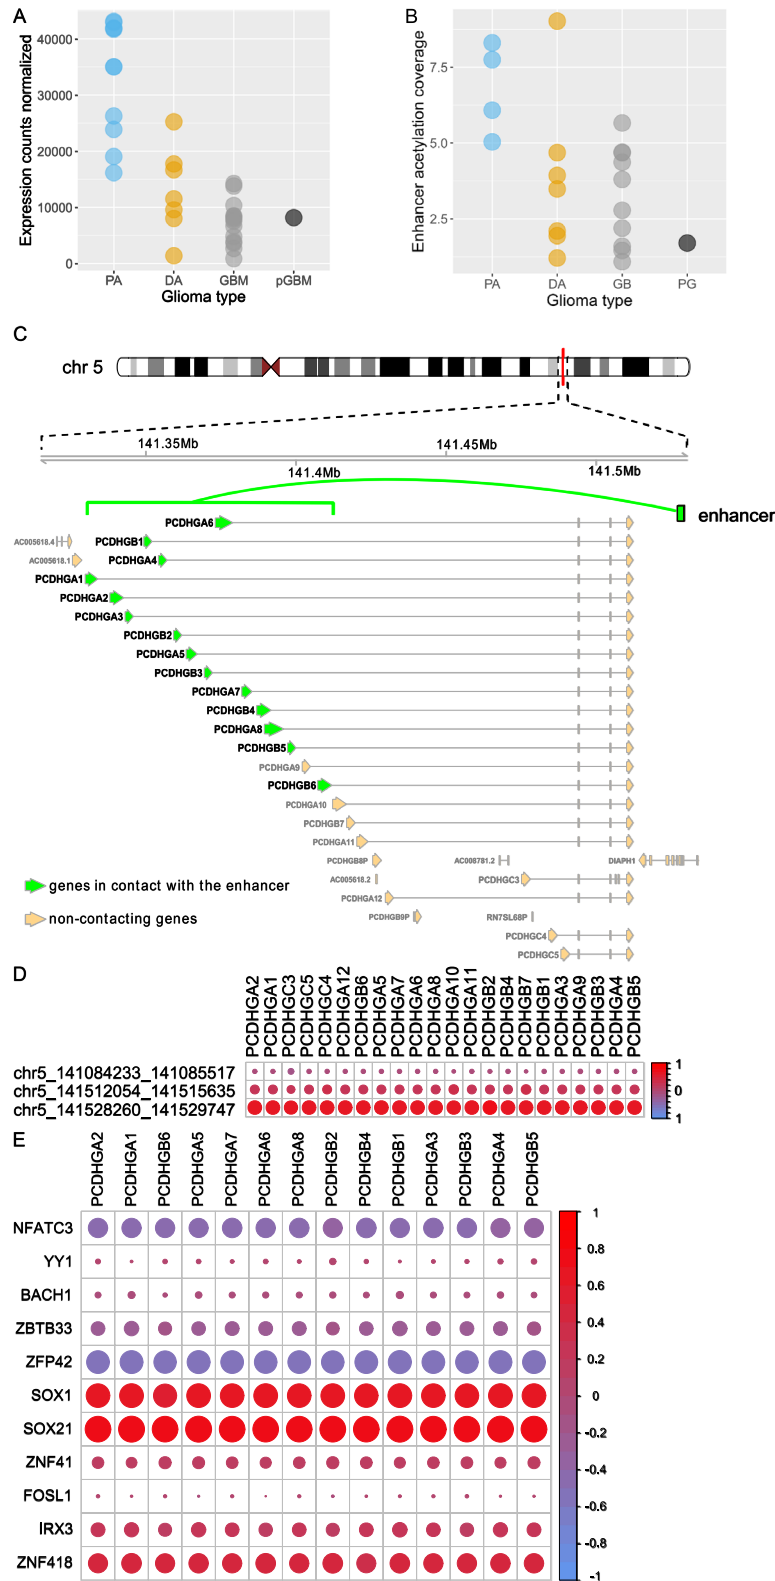 A
Expression counts normalized
40000
30000
20000
10000
0
PA DA GBM pGBM
Glioma type
B
Enhancer acetylation coverage
7.5
5.0
2.5
PA DA GB PG
Glioma type
C
chr 5
141.35Mb 141.45Mb
141.4Mb 141.5Mb
enhancer
PCDHGA6
AC005618.4 PCDHGB1
AC005618.1 PCDHGA4
PCDHGA1
PCDHGA2
PCDHGA3
PCDHGB2
PCDHGA5
PCDHGB3
PCDHGA7
PCDHGB4
PCDHGA8
PCDHGB5
PCDHGA9
PCDHGB6
PCDHGA10
PCDHGB7
PCDHGA11
PCDHGB8P AC008781.2 DIAPH1
AC005618.2 PCDHGC3
PCDHGA12
PCDHGB9P RN7SL68P
PCDHGC4
PCDHGC5
genes in contact with the enhancer
non-contacting genes
D
PCDHGA2 PCDHGA1 PCDHGC3 PCDHGC5 PCDHGC4 PCDHGA12 PCDHGB6 PCDHGA5 PCDHGA7 PCDHGA6 PCDHGA8 PCDHGA10 PCDHGA11 PCDHGB2 PCDHGB4 PCDHGB7 PCDHGB1 PCDHGA3 PCDHGA9 PCDHGB3 PCDHGA4 PCDHGB5
chr5_141084233_141085517
chr5_141512054_141515635
chr5_141528260_141529747
1
0
1
E
PCDHGA2 PCDHGA1 PCDHGB6 PCDHGA5 PCDHGA7 PCDHGA6 PCDHGA8 PCDHGB2 PCDHGB4 PCDHGB1 PCDHGA3 PCDHGB3 PCDHGA4 PCDHGB5
NFATC3
YY1
BACH1
ZBTB33
ZFP42
SOX1
SOX21
ZNF41
FOSL1
IRX3
ZNF418
1
0.8
0.6
0.4
0.2
0
-0.2
-0.4
-0.6
-0.8
-1